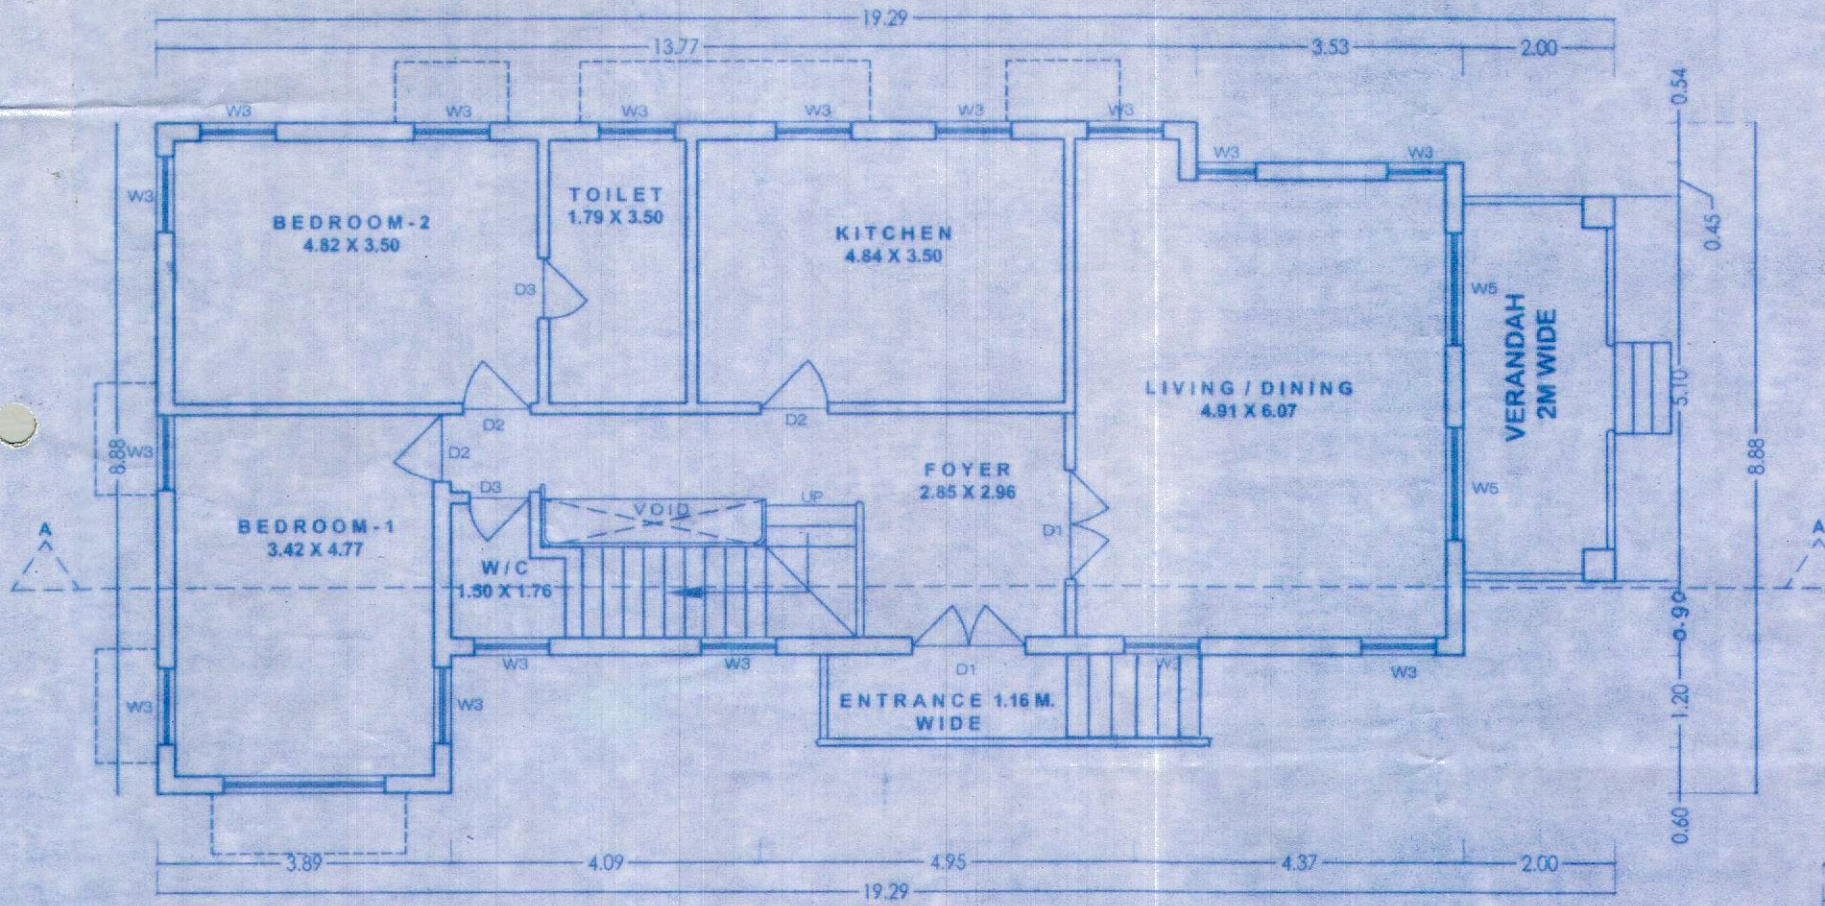 19.29
13.77 3.53 2.00
W3 W3 W3 W3 W3 W3
W3 W3
0.54
W3
BEDROOM-2
4.82 X 3.50
TOILET
1.79 X 3.50
KITCHEN
4.84 X 3.50
0.45
D3
W5
VERANDAH
2M WIDE
LIVING / DINING
4.91 X 6.07
5.10
D2
D2
8.88
W3
D2
8.88
FOYER
2.85 X 2.96
D3
VOID
UP
W5
BEDROOM-1
3.42 X 4.77
D1
A
A
W/C
1.50 X 1.76
0.90
W3
W3
W3
D1
W3
W3
W3
ENTRANCE 1.16 M.
WIDE
1.20
0.60
3.89 4.09 4.95 4.37 2.00
19.29